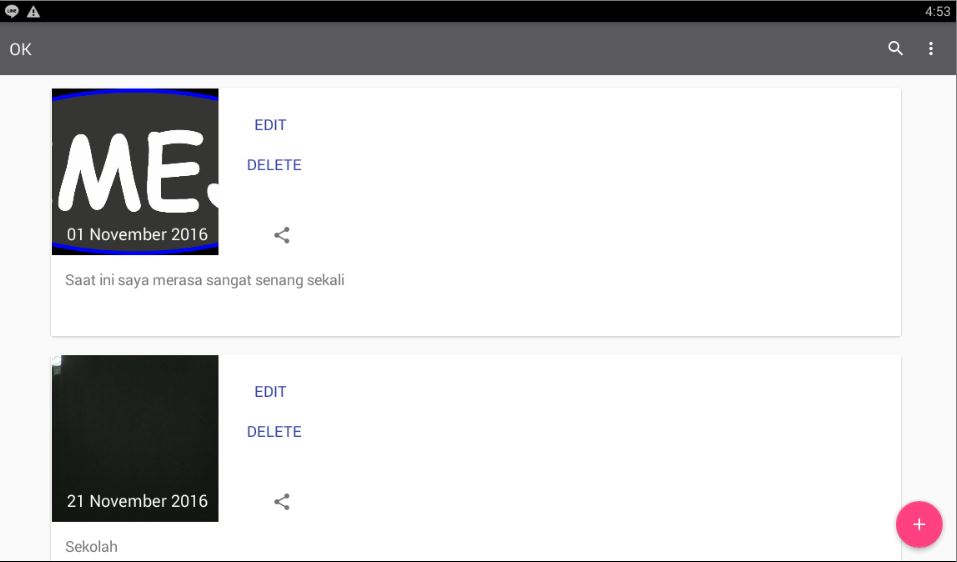 LINE
4:53
OK
EDIT
DELETE
ME
01 November 2016
Saat ini saya merasa sangat senang sekali
EDIT
DELETE
21 November 2016
Sekolah